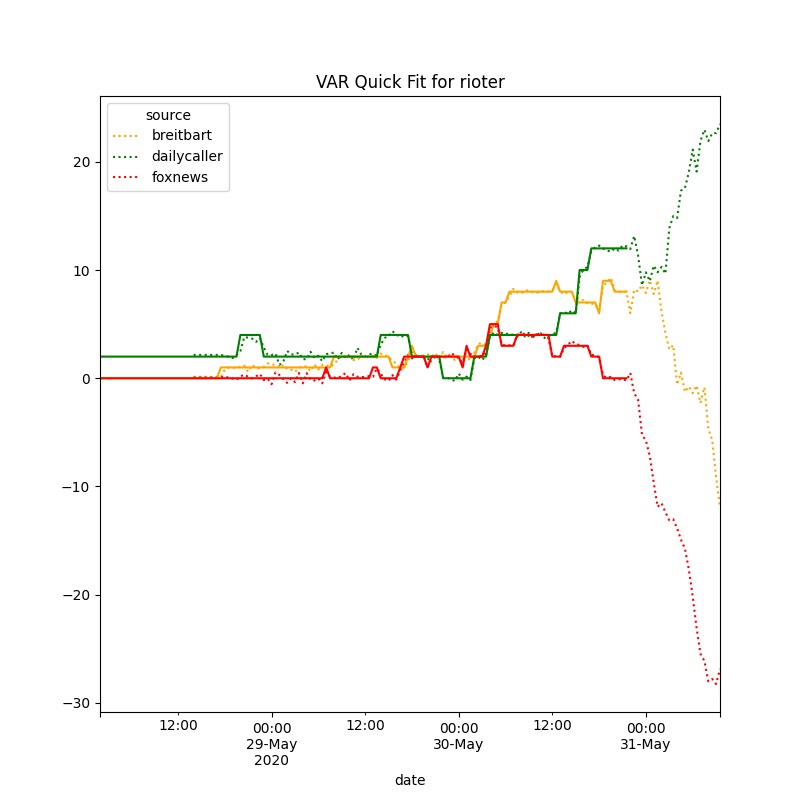 VAR Quick Fit for rioter
source
breitbart
dailycaller
foxnews
20
10
0
−10
−20
−30
12:00
00:00
29-May
2020
12:00
00:00
30-May
12:00
00:00
31-May
date